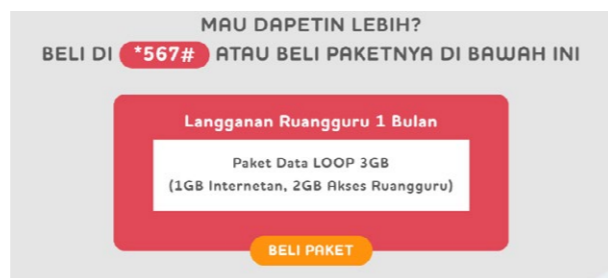 MAU DAPETIN LEBIH?
BELI DI *567# ATAU BELI PAKETNYA DI BAWAH INI
Langganan Ruangguru 1 Bulan
Paket Data LOOP 3GB
(1GB Internetan, 2GB Akses Ruangguru)
BELI PAKET